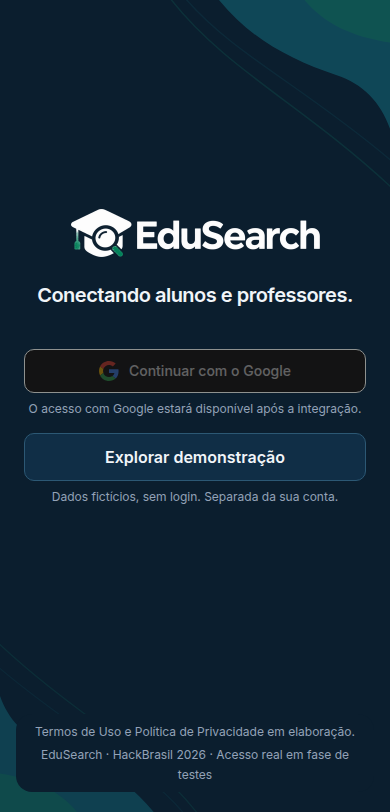 EduSearch
Conectando alunos e professores.
Continuar com o Google
O acesso com Google estará disponível após a integração.
Explorar demonstração
Dados fictícios, sem login. Separada da sua conta.
Termos de Uso e Política de Privacidade em elaboração.
EduSearch · HackBrasil 2026 · Acesso real em fase de
testes